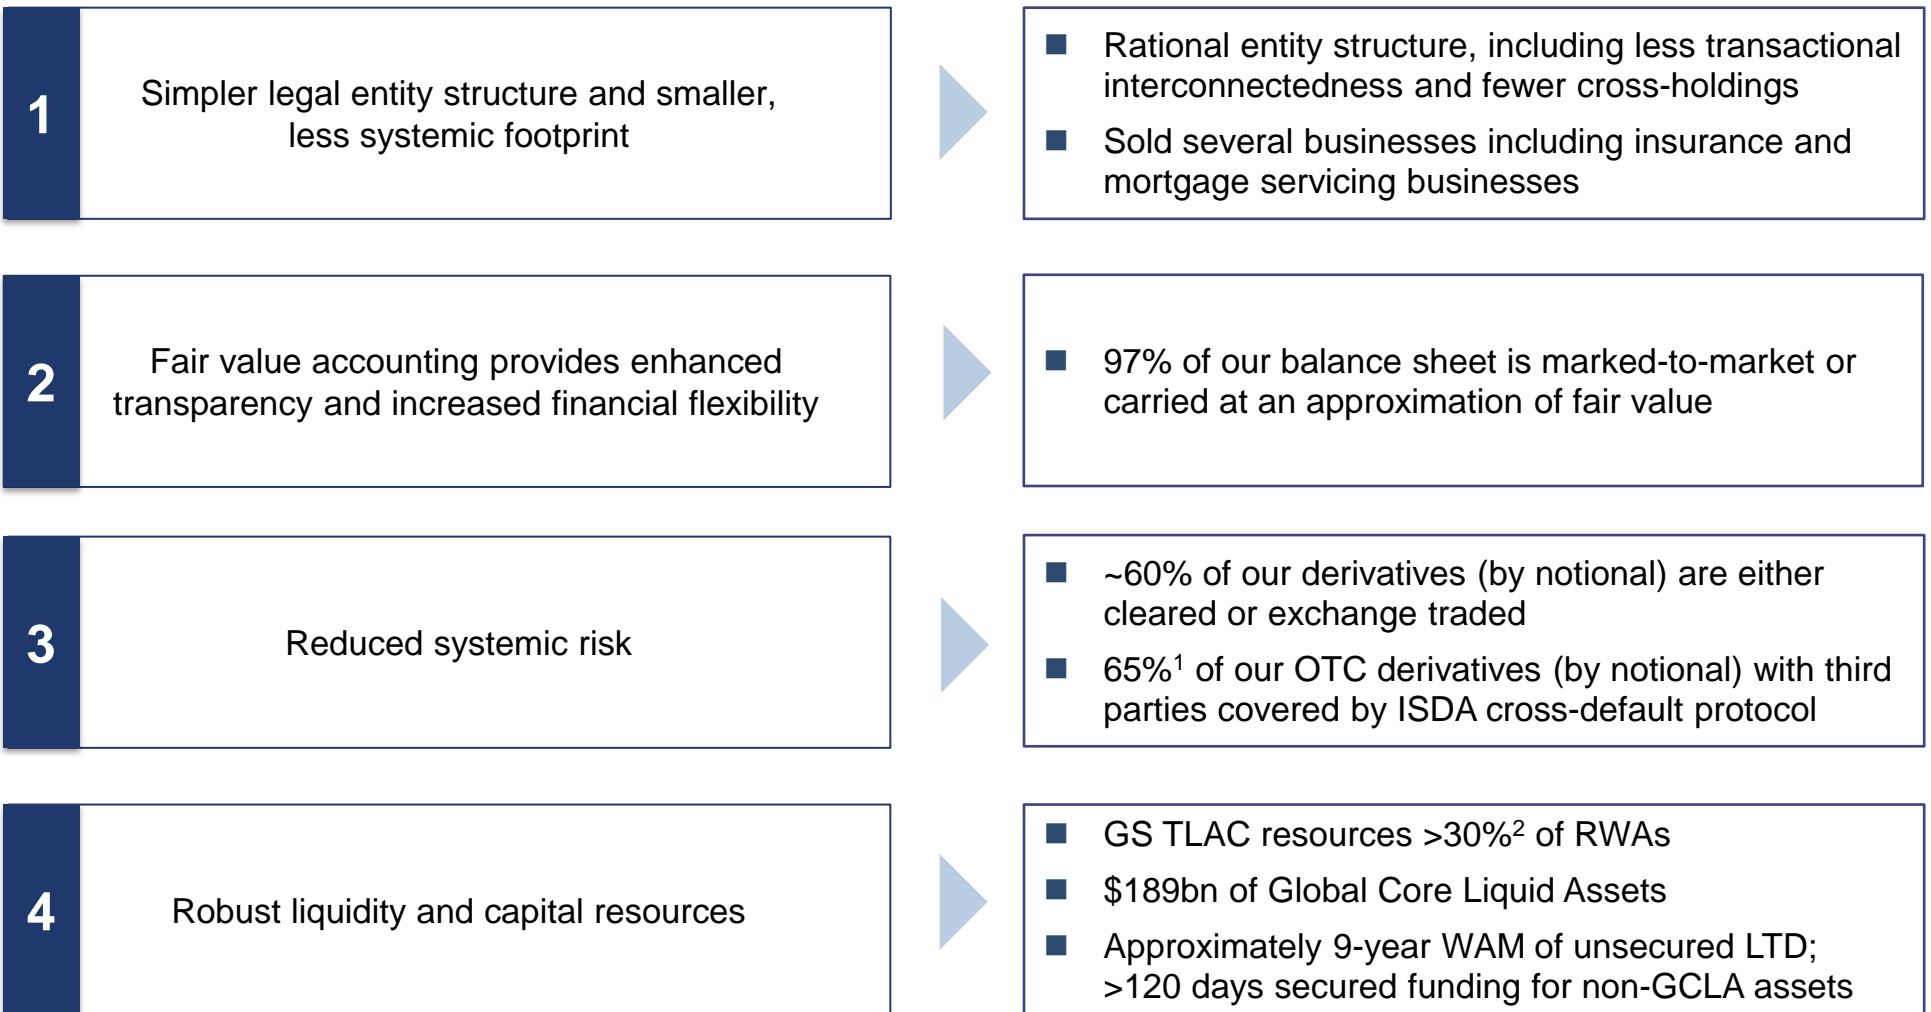 1
Simpler legal entity structure and smaller,
less systemic footprint
■ Rational entity structure, including less transactional
interconnectedness and fewer cross-holdings
■ Sold several businesses including insurance and
mortgage servicing businesses
2
Fair value accounting provides enhanced
transparency and increased financial flexibility
■ 97% of our balance sheet is marked-to-market or
carried at an approximation of fair value
3
Reduced systemic risk
■ ~60% of our derivatives (by notional) are either
cleared or exchange traded
■ 65%¹ of our OTC derivatives (by notional) with third
parties covered by ISDA cross-default protocol
4
Robust liquidity and capital resources
■ GS TLAC resources >30%² of RWAs
■ $189bn of Global Core Liquid Assets
■ Approximately 9-year WAM of unsecured LTD;
>120 days secured funding for non-GCLA assets